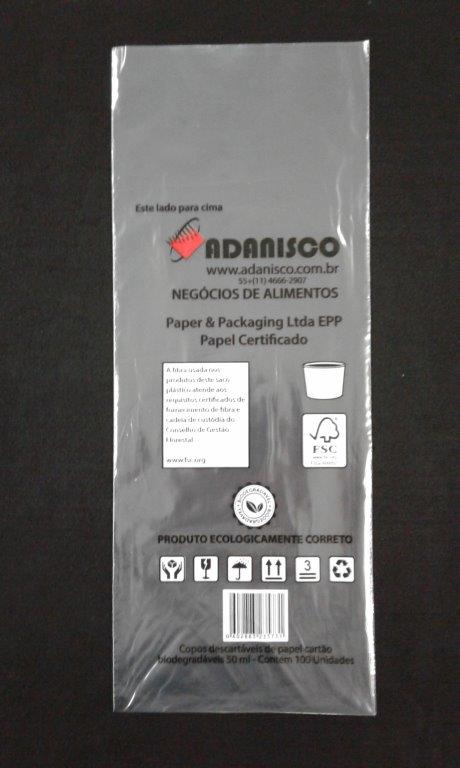 Este lado para cima
ADANISCO
www.adanisco.com.br
55+(11) 4666-2907
NEGÓCIOS DE ALIMENTOS
Paper & Packaging Ltda EPP
Papel Certificado
A fibra usada nos
produtos deste saco
plástico atende aos
requisitos certificados de
fornecimento de fibra e
cadeia de custódia do
Conselho de Gestão
Florestal
www.fsc.org
FSC
BIODEGRADÁVEL
BIODEGRADÁVEL
PRODUTO ECOLOGICAMENTE CORRETO
3
Copos descartáveis de papel cartão
biodegradáveis 50 ml - Contém 100 Unidades